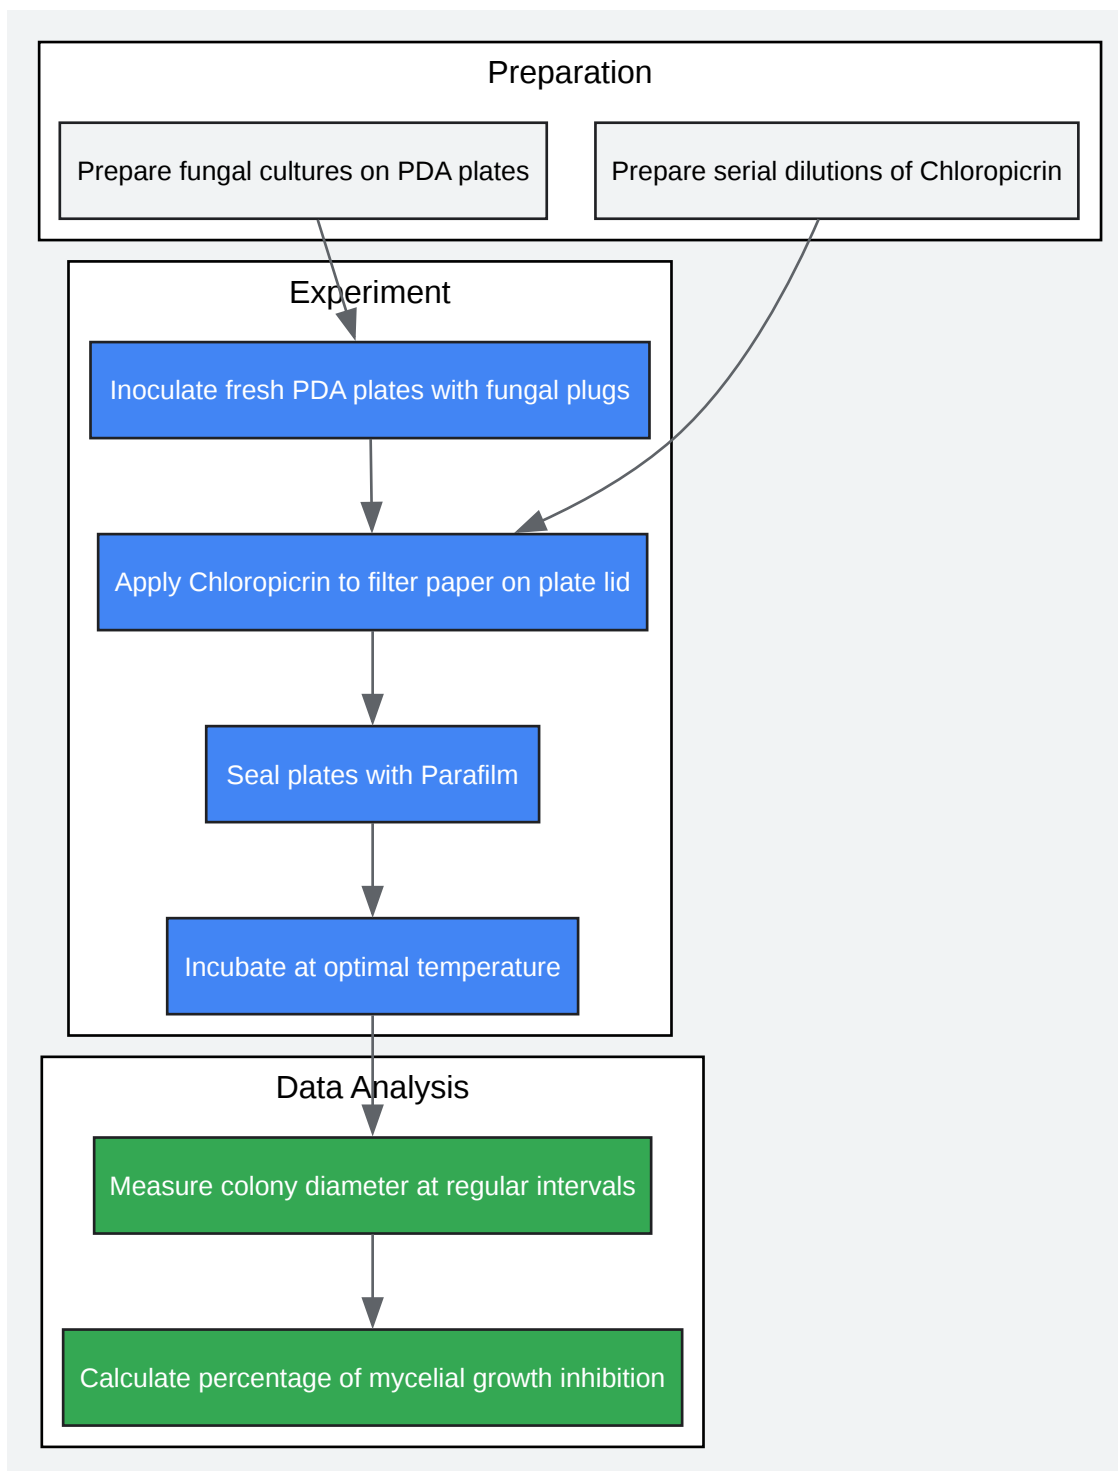 Preparation
Prepare fungal cultures on PDA plates
Prepare serial dilutions of Chloropicrin
Experiment
Inoculate fresh PDA plates with fungal plugs
Apply Chloropicrin to filter paper on plate lid
Seal plates with Parafilm
Incubate at optimal temperature
Data Analysis
Measure colony diameter at regular intervals
Calculate percentage of mycelial growth inhibition